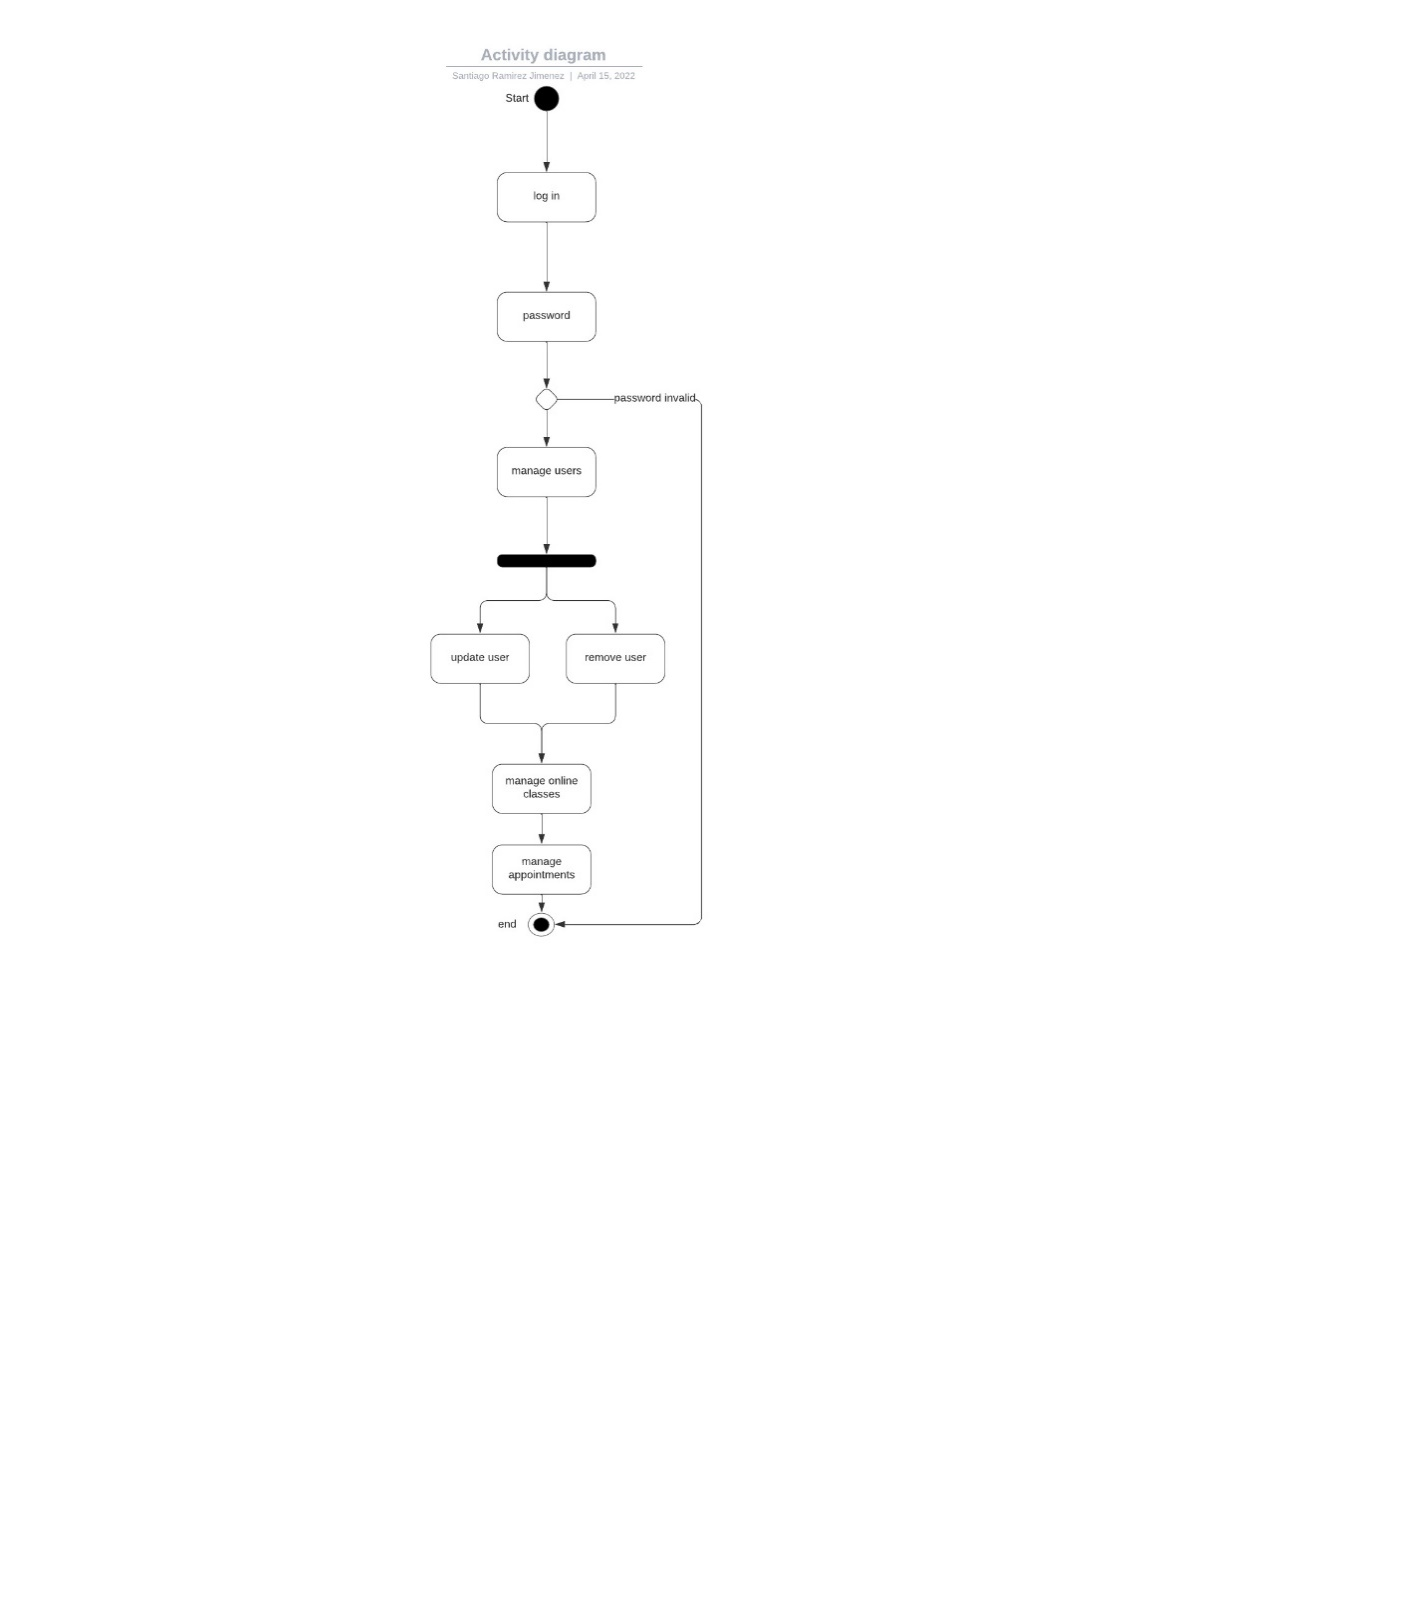 Activity diagram
Santiago Ramirez Jimenez | April 15, 2022
Start
log in
password
password invalid
manage users
update user
remove user
manage online
classes
manage
appointments
end